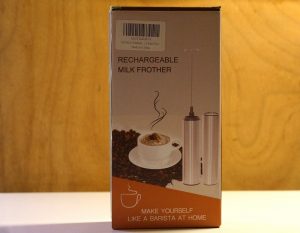 RECHARGEABLE
MILK FROTHER
MAKE YOURSELF
LIKE A BARISTA AT HOME